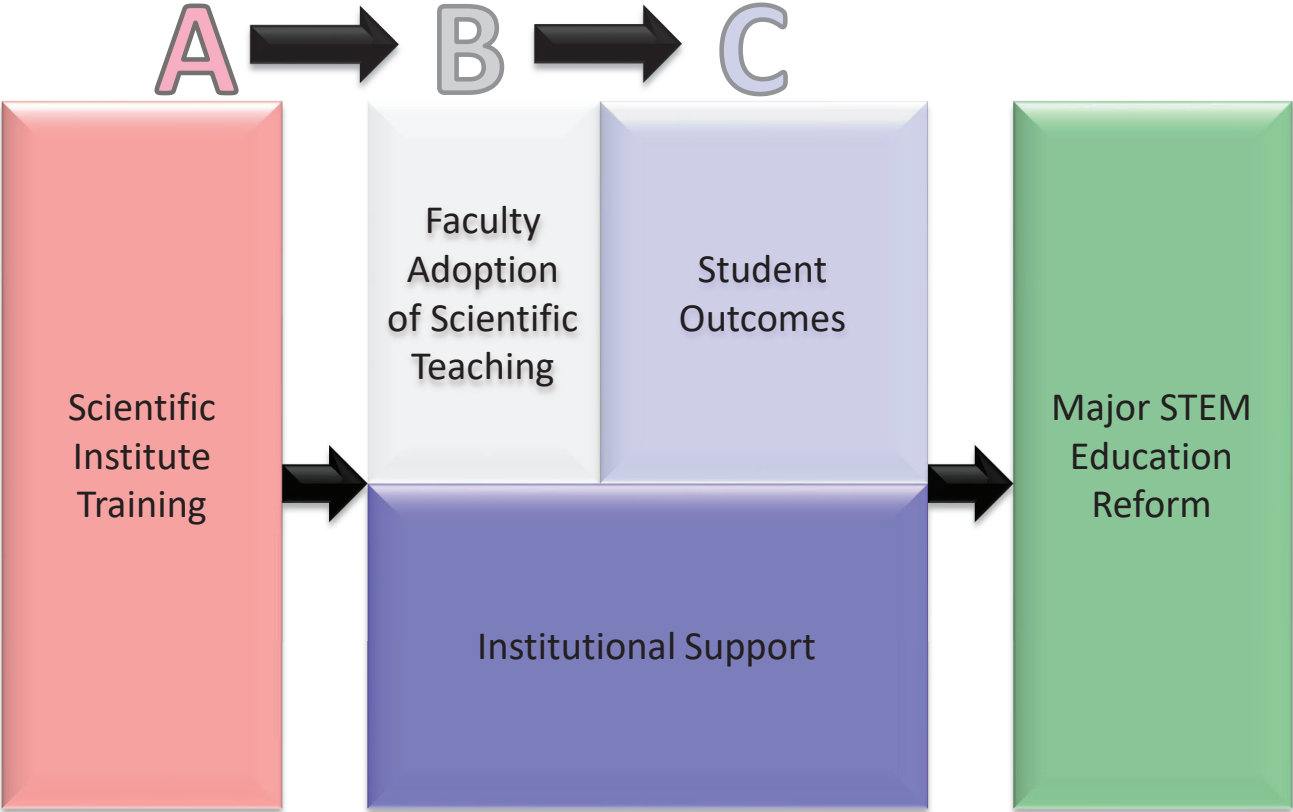 A
B
C
Scientific
Institute
Training
Faculty
Adoption
of Scientific
Teaching
Student
Outcomes
Institutional Support
Major STEM
Education
Reform